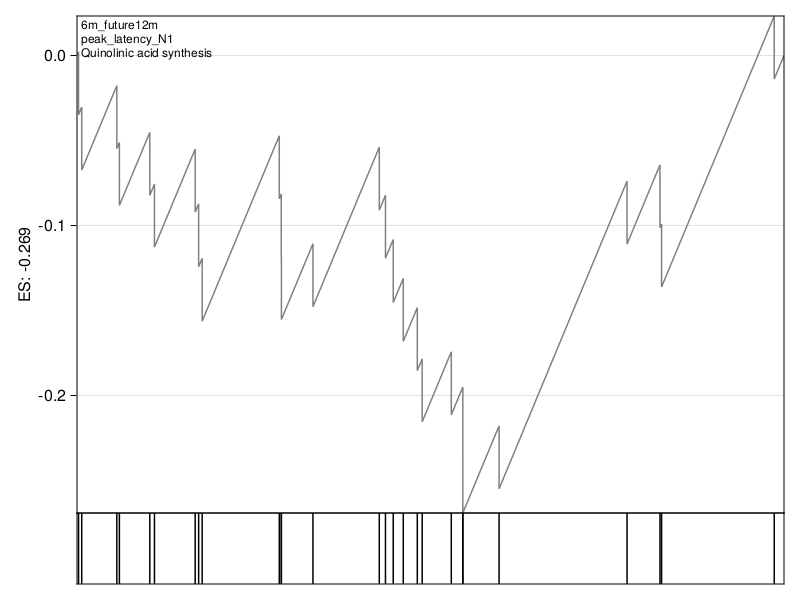 6m_future12m
peak_latency_N1
Quinolinic acid synthesis
0.0
-0.1
-0.2
ES: -0.269